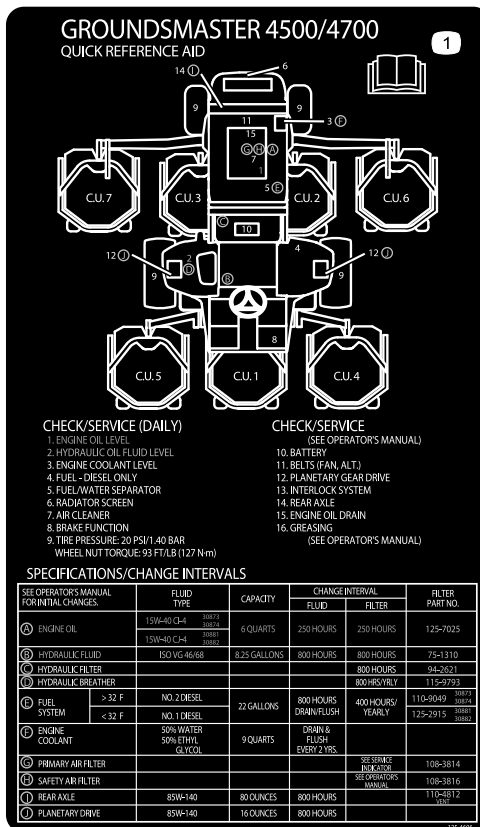 GROUNDSMASTER 4500/4700
QUICK REFERENCE AID
1
14 I
6
9
9
11
3 F
15
G H A
7
1
5 E
C.U.7
C.U.3
C.U.2
C.U.6
C
10
12 J
2
D
4
12 J
9
B
9
8
C.U.5
C.U.1
C.U.4
CHECK/SERVICE (DAILY)
1. ENGINE OIL LEVEL
2. HYDRAULIC OIL FLUID LEVEL
3. ENGINE COOLANT LEVEL
4. FUEL - DIESEL ONLY
5. FUEL/WATER SEPARATOR
6. RADIATOR SCREEN
7. AIR CLEANER
8. BRAKE FUNCTION
9. TIRE PRESSURE: 20 PSI/1.40 BAR
WHEEL NUT TORQUE: 93 FT/LB (127 N·m)
CHECK/SERVICE
(SEE OPERATOR'S MANUAL)
10. BATTERY
11. BELTS (FAN, ALT.)
12. PLANETARY GEAR DRIVE
13. INTERLOCK SYSTEM
14. REAR AXLE
15. ENGINE OIL DRAIN
16. GREASING
(SEE OPERATOR'S MANUAL)
SPECIFICATIONS/CHANGE INTERVALS
SEE OPERATOR'S MANUAL FOR INITIAL CHANGES. FLUID TYPE CAPACITY CHANGE INTERVAL FLUID FILTER FILTER PART NO.
A ENGINE OIL 15W-40 CI-4 30873 30874 15W-40 CJ-4 30881 30882 6 QUARTS 250 HOURS 250 HOURS 125-7025
B HYDRAULIC FLUID ISO VG 46/68 8.25 GALLONS 800 HOURS 800 HOURS 75-1310
C HYDRAULIC FILTER 800 HOURS 94-2621
D HYDRAULIC BREATHER 800 HRS/YRLY 115-9793
E FUEL SYSTEM > 32 F NO. 2 DIESEL < 32 F NO. 1 DIESEL 22 GALLONS 800 HOURS DRAIN/FLUSH 400 HOURS/ YEARLY 110-9049 30873 30874 125-2915 30881 30882
F ENGINE COOLANT 50% WATER 50% ETHYL GLYCOL 9 QUARTS DRAIN & FLUSH EVERY 2 YRS.
G PRIMARY AIR FILTER SEE SERVICE INDICATOR 108-3814
H SAFETY AIR FILTER SEE OPERATOR'S MANUAL 108-3816
I REAR AXLE 85W-140 80 OUNCES 800 HOURS 110-4812 VENT
J PLANETARY DRIVE 85W-140 16 OUNCES 800 HOURS